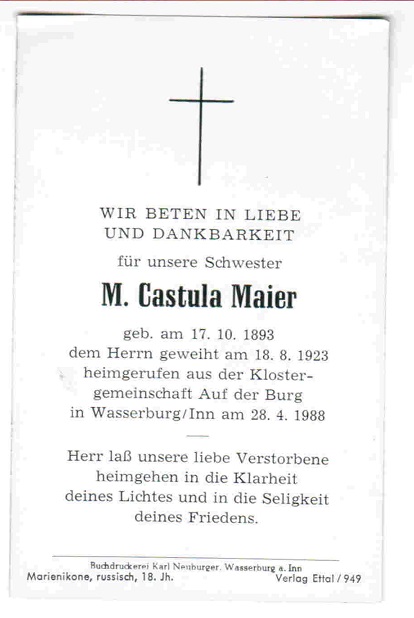 WIR BETEN IN LIEBE
UND DANKBARKEIT
für unsere Schwester
M. Castula Maier
geb. am 17. 10. 1893
dem Herrn geweiht am 18. 8. 1923
heimgerufen aus der Kloster-
gemeinschaft Auf der Burg
in Wasserburg/Inn am 28. 4. 1988
Herr laß unsere liebe Verstorbene
heimgehen in die Klarheit
deines Lichtes und in die Seligkeit
deines Friedens.
Buchdruckerei Karl Neuburger, Wasserburg a. Inn
Marienikone, russisch, 18. Jh. Verlag Ettal/949